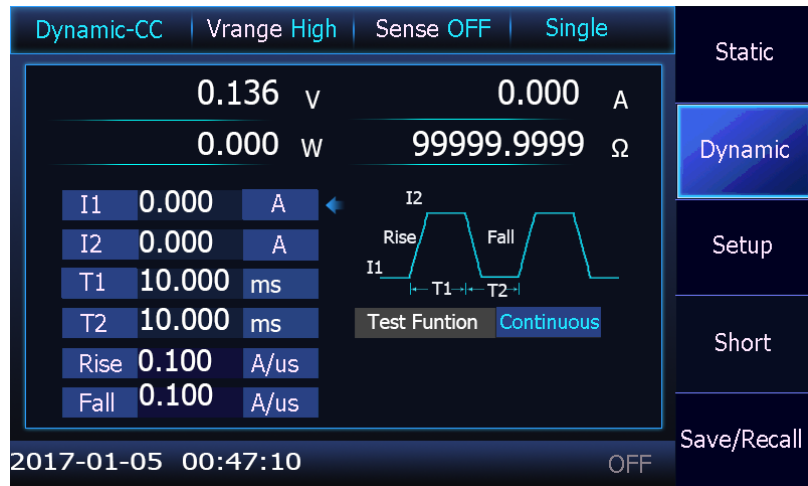 Dynamic-CC Vrange High Sense OFF Single
0.136 V 0.000 A
0.000 W 99999.9999 Ω
I1 0.000 A
I2 0.000 A
T1 10.000 ms
T2 10.000 ms
Rise 0.100 A/us
Fall 0.100 A/us
I2
Rise Fall
I1
T1 T2
Test Funtion Continuous
Static
Dynamic
Setup
Short
Save/Recall
2017-01-05 00:47:10 OFF